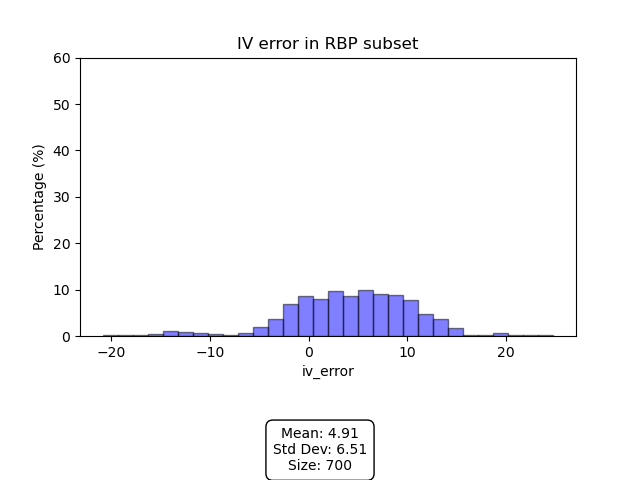 IV error in RBP subset
60
50
40
30
20
10
0
Percentage (%)
−20
−10
0
10
20
iv_error
Mean: 4.91
Std Dev: 6.51
Size: 700